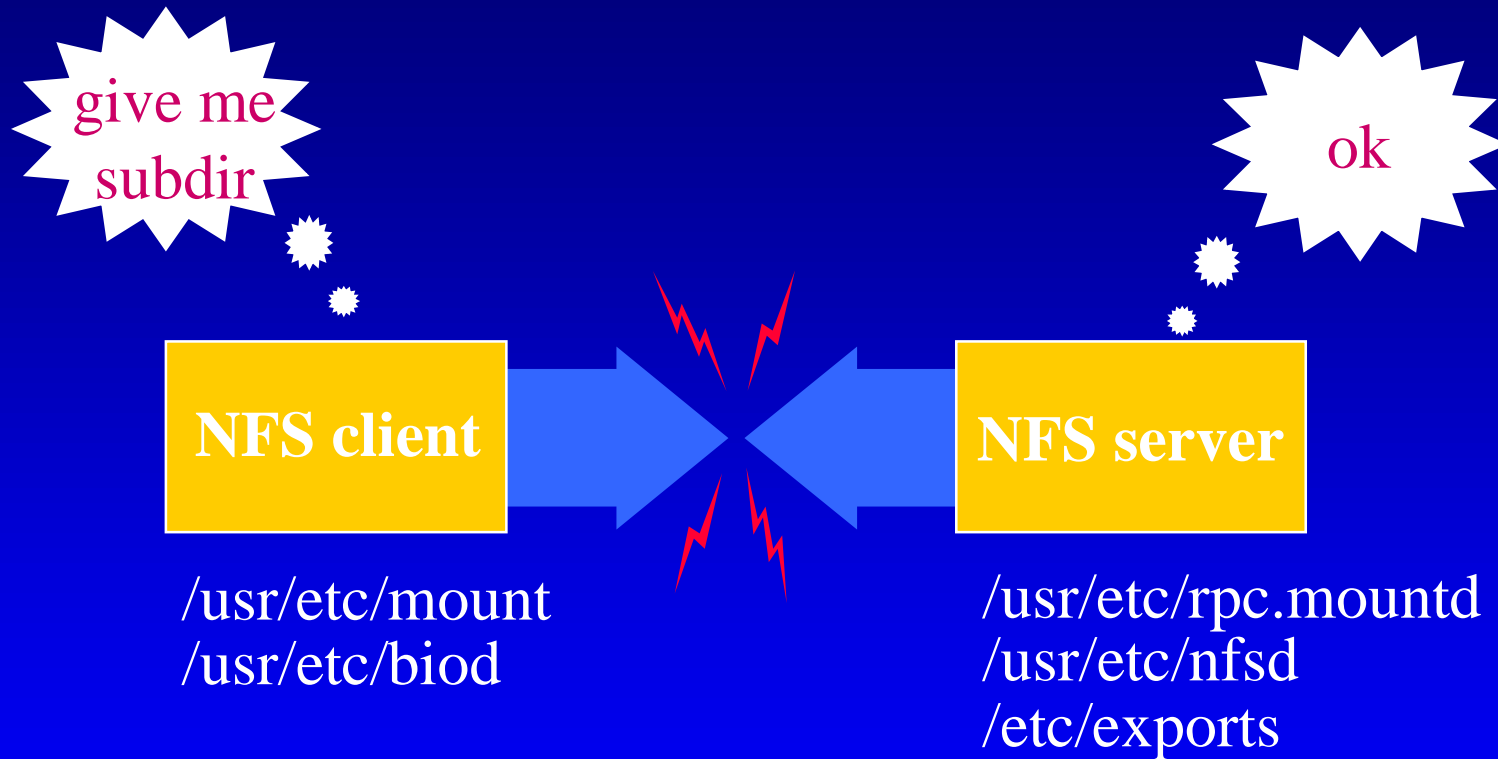 give me
subdir
ok
NFS client
NFS server
/usr/etc/mount
/usr/etc/biod
/usr/etc/rpc.mountd
/usr/etc/nfsd
/etc/exports